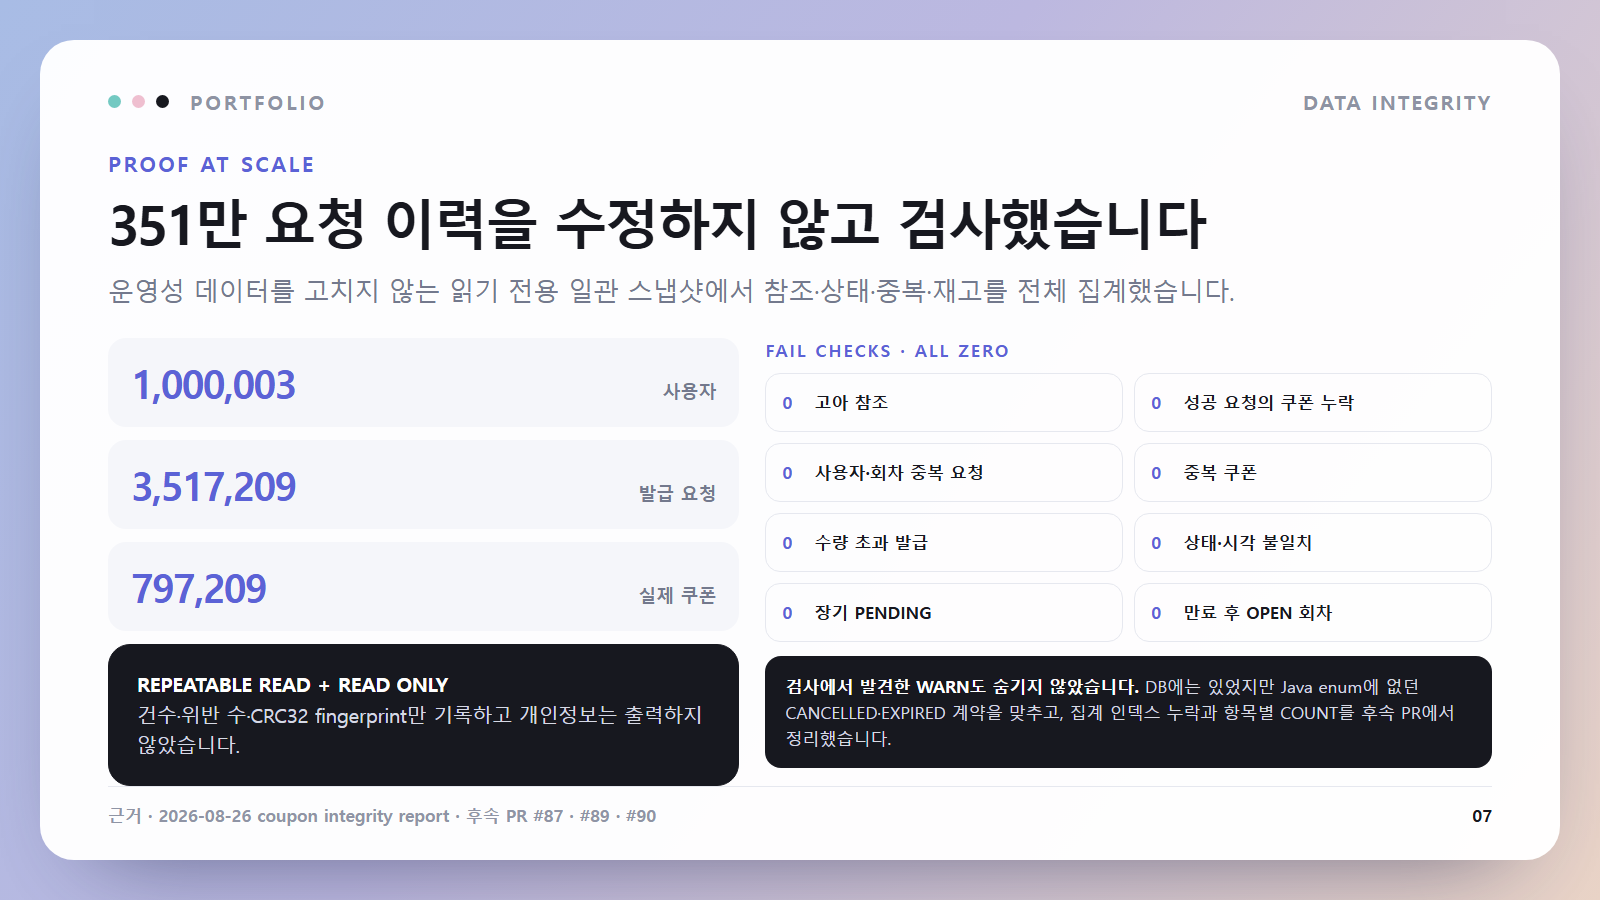 PORTFOLIO
DATA INTEGRITY
PROOF AT SCALE
351만 요청 이력을 수정하지 않고 검사했습니다
운영성 데이터를 고치지 않는 읽기 전용 일관 스냅샷에서 참조·상태·중복·재고를 전체 집계했습니다.
1,000,003 사용자
3,517,209 발급 요청
797,209 실제 쿠폰
REPEATABLE READ + READ ONLY
건수·위반 수·CRC32 fingerprint만 기록하고 개인정보는 출력하지
않았습니다.
FAIL CHECKS · ALL ZERO
0 고아 참조
0 성공 요청의 쿠폰 누락
0 사용자·회차 중복 요청
0 중복 쿠폰
0 수량 초과 발급
0 상태·시각 불일치
0 장기 PENDING
0 만료 후 OPEN 회차
검사에서 발견한 WARN도 숨기지 않았습니다. DB에는 있었지만 Java enum에 없던
CANCELLED·EXPIRED 계약을 맞추고, 집계 인덱스 누락과 항목별 COUNT를 후속 PR에서
정리했습니다.
근거 · 2026-08-26 coupon integrity report · 후속 PR #87 · #89 · #90
07